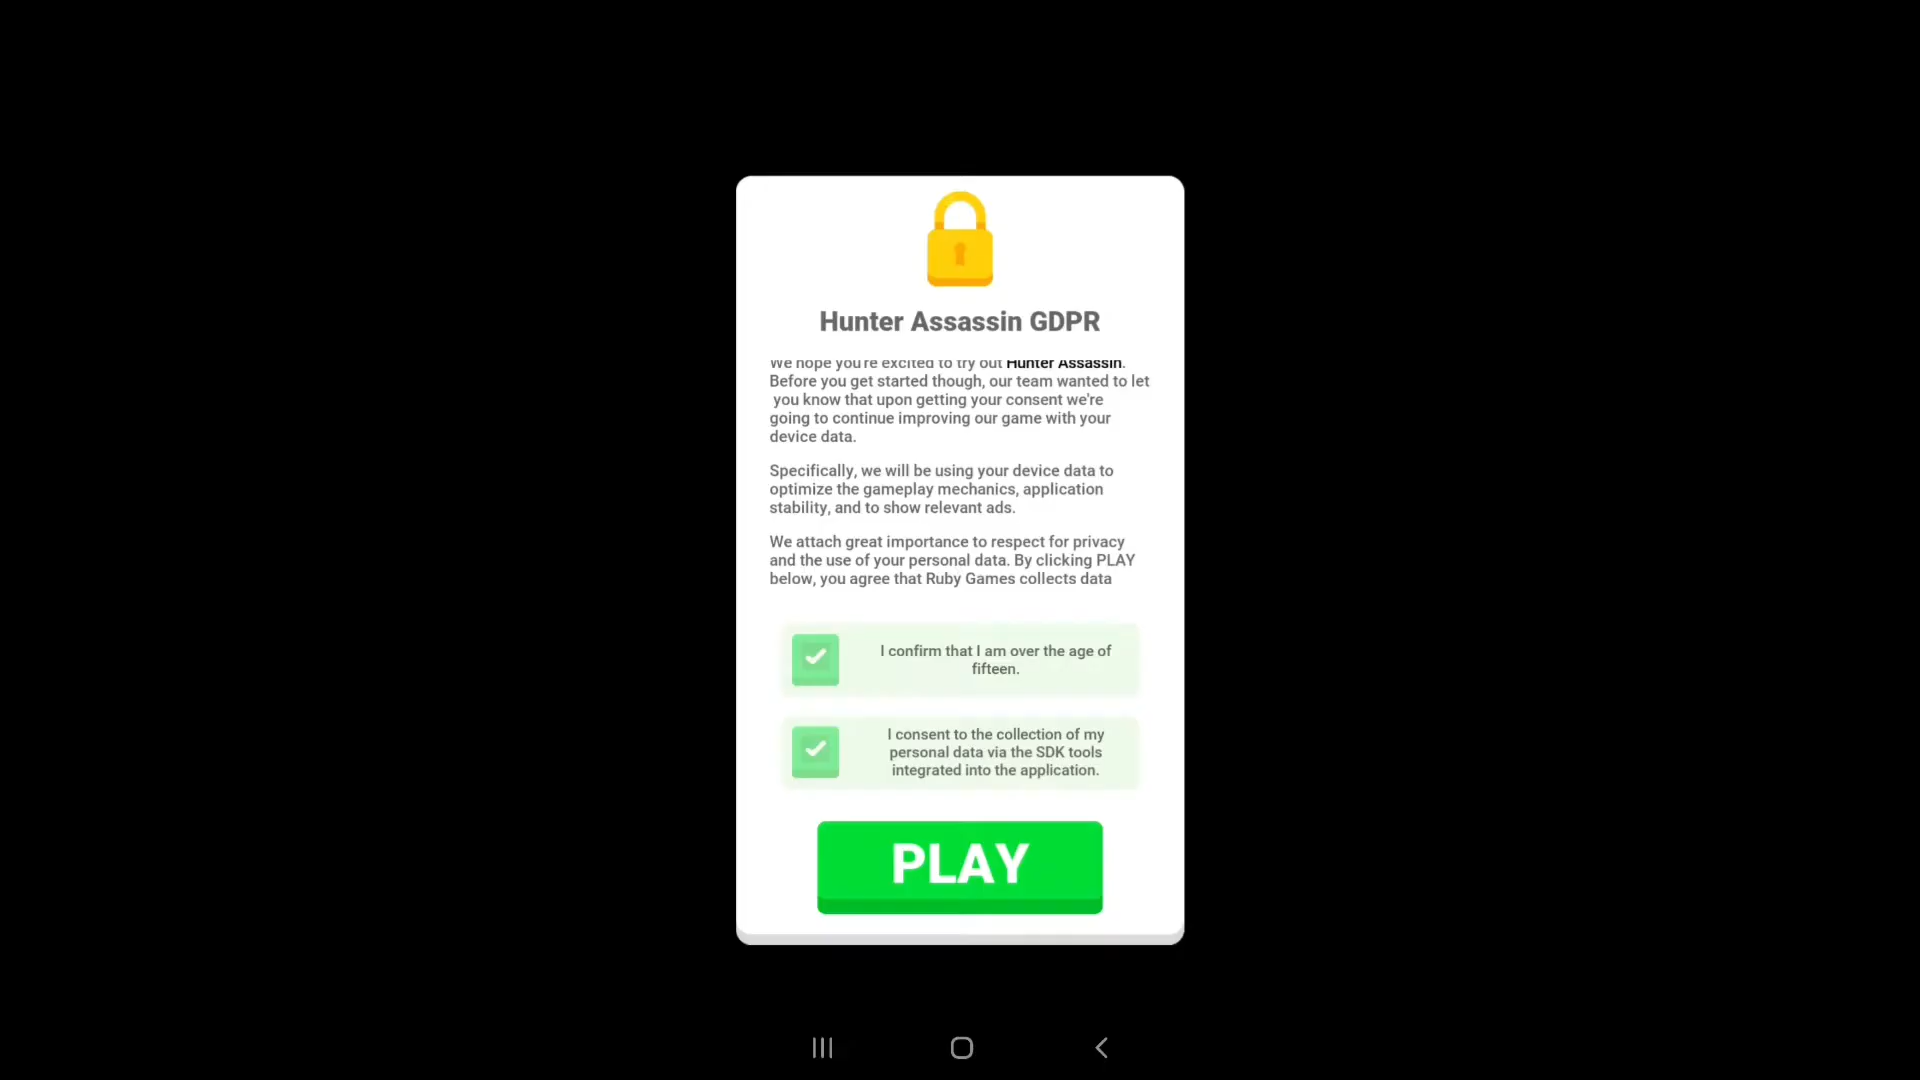 Hunter Assassin GDPR
We hope you're excited to try out Hunter Assassin.
Before you get started though, our team wanted to let
you know that upon getting your consent we're
going to continue improving our game with your
device data.
Specifically, we will be using your device data to
optimize the gameplay mechanics, application
stability, and to show relevant ads.
We attach great importance to respect for privacy
and the use of your personal data. By clicking PLAY
below, you agree that Ruby Games collects data
I confirm that I am over the age of
fifteen.
I consent to the collection of my
personal data via the SDK tools
integrated into the application.
PLAY